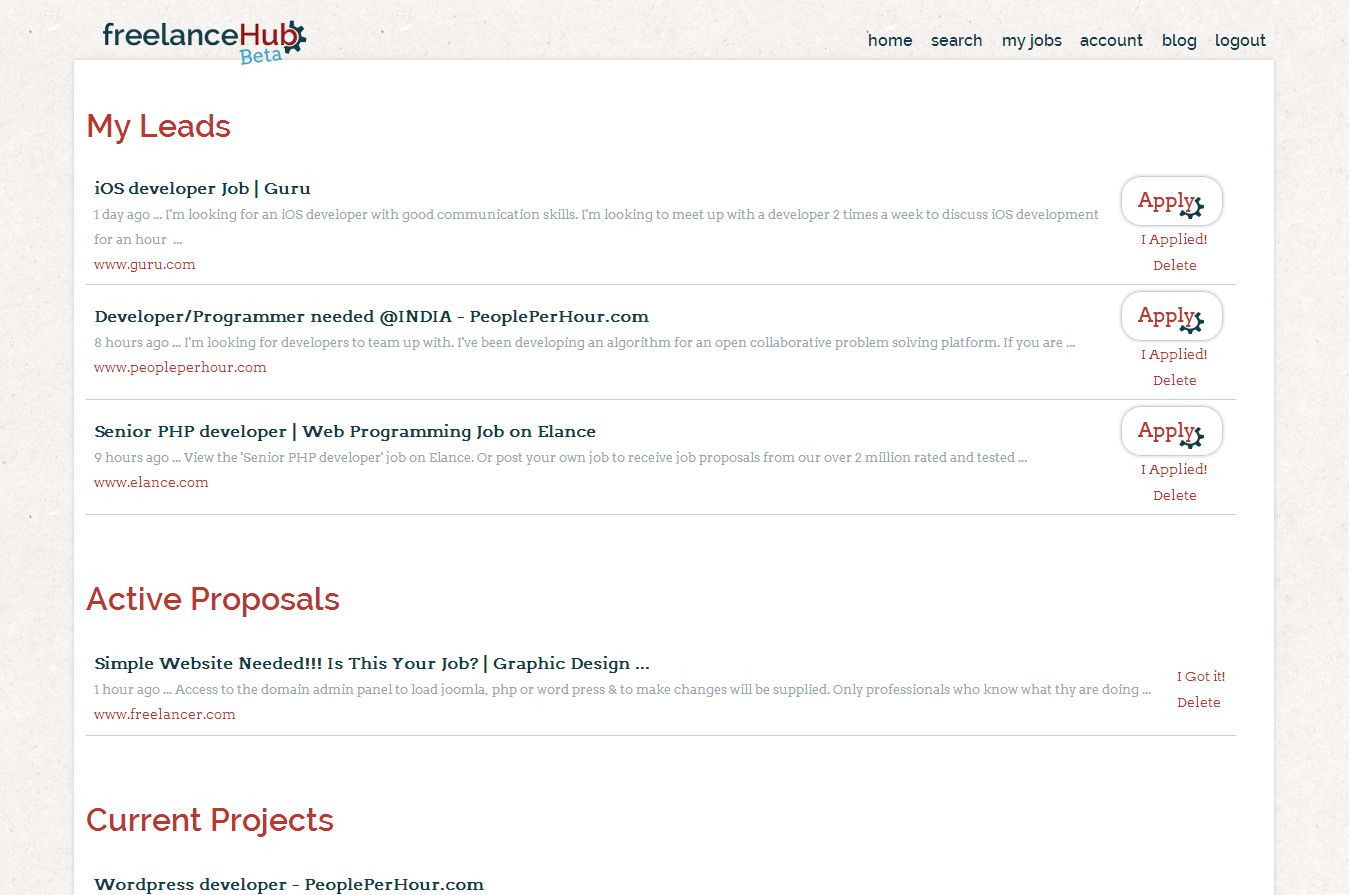 freelanceHub
Beta
home search my jobs account blog logout
My Leads
iOS developer Job | Guru
1 day ago ... I'm looking for an iOS developer with good communication skills. I'm looking to meet up with a developer 2 times a week to discuss iOS development
for an hour ...
www.guru.com
Apply
I Applied!
Delete
Developer/Programmer needed @INDIA - PeoplePerHour.com
8 hours ago ... I'm looking for developers to team up with. I've been developing an algorithm for an open collaborative problem solving platform. If you are ...
www.peopleperhour.com
Apply
I Applied!
Delete
Senior PHP developer | Web Programming Job on Elance
9 hours ago ... View the 'Senior PHP developer' job on Elance. Or post your own job to receive job proposals from our over 2 million rated and tested ...
www.elance.com
Apply
I Applied!
Delete
Active Proposals
Simple Website Needed!!! Is This Your Job? | Graphic Design ...
1 hour ago ... Access to the domain admin panel to load joomla, php or word press & to make changes will be supplied. Only professionals who know what thy are doing ...
www.freelancer.com
I Got it!
Delete
Current Projects
Wordpress developer - PeoplePerHour.com